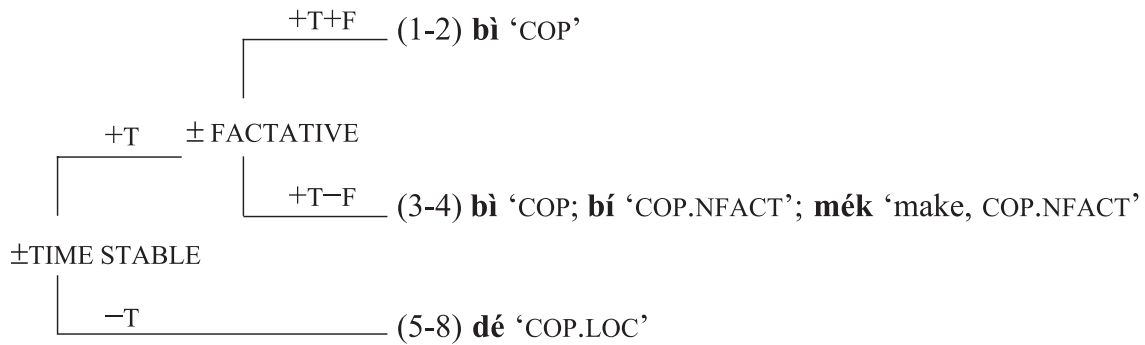 +T+F (1-2) bì ‘COP’
+T ± FACTATIVE
+T−F (3-4) bì ‘COP; bí ‘COP.NFACT’; mék ‘make, COP.NFACT’
±TIME STABLE
−T (5-8) dé ‘COP.LOC’